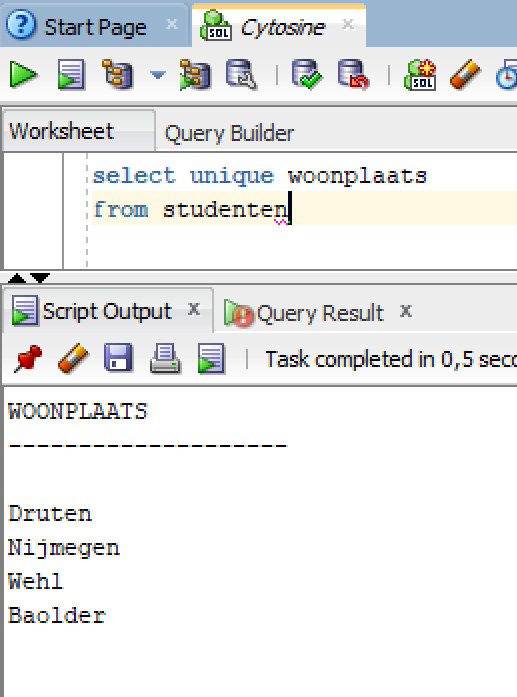 Start Page
Cytosine
Worksheet
Query Builder
select unique woonplaats
from studenten
Script Output
Query Result
Task completed in 0,5 seco
WOONPLAATS
--------------------
Druten
Nijmegen
Wehl
Baolder